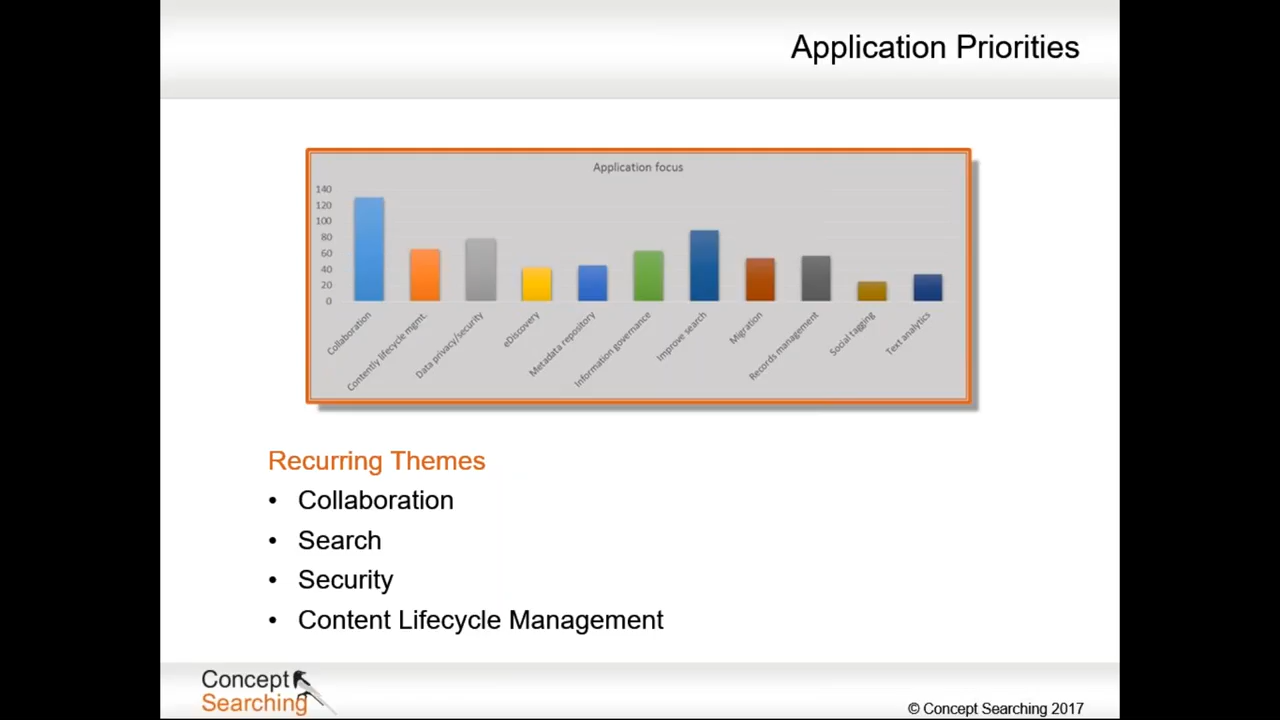 Application Priorities
Application focus
140
120
100
80
60
40
20
0
Collaboration
Contently lifecycle mgmt.
Data privacy/security
eDiscovery
Metadata repository
Information governance
Improve search
Migration
Records management
Social tagging
Text analytics
Recurring Themes
• Collaboration
• Search
• Security
• Content Lifecycle Management
Concept
Searching
© Concept Searching 2017